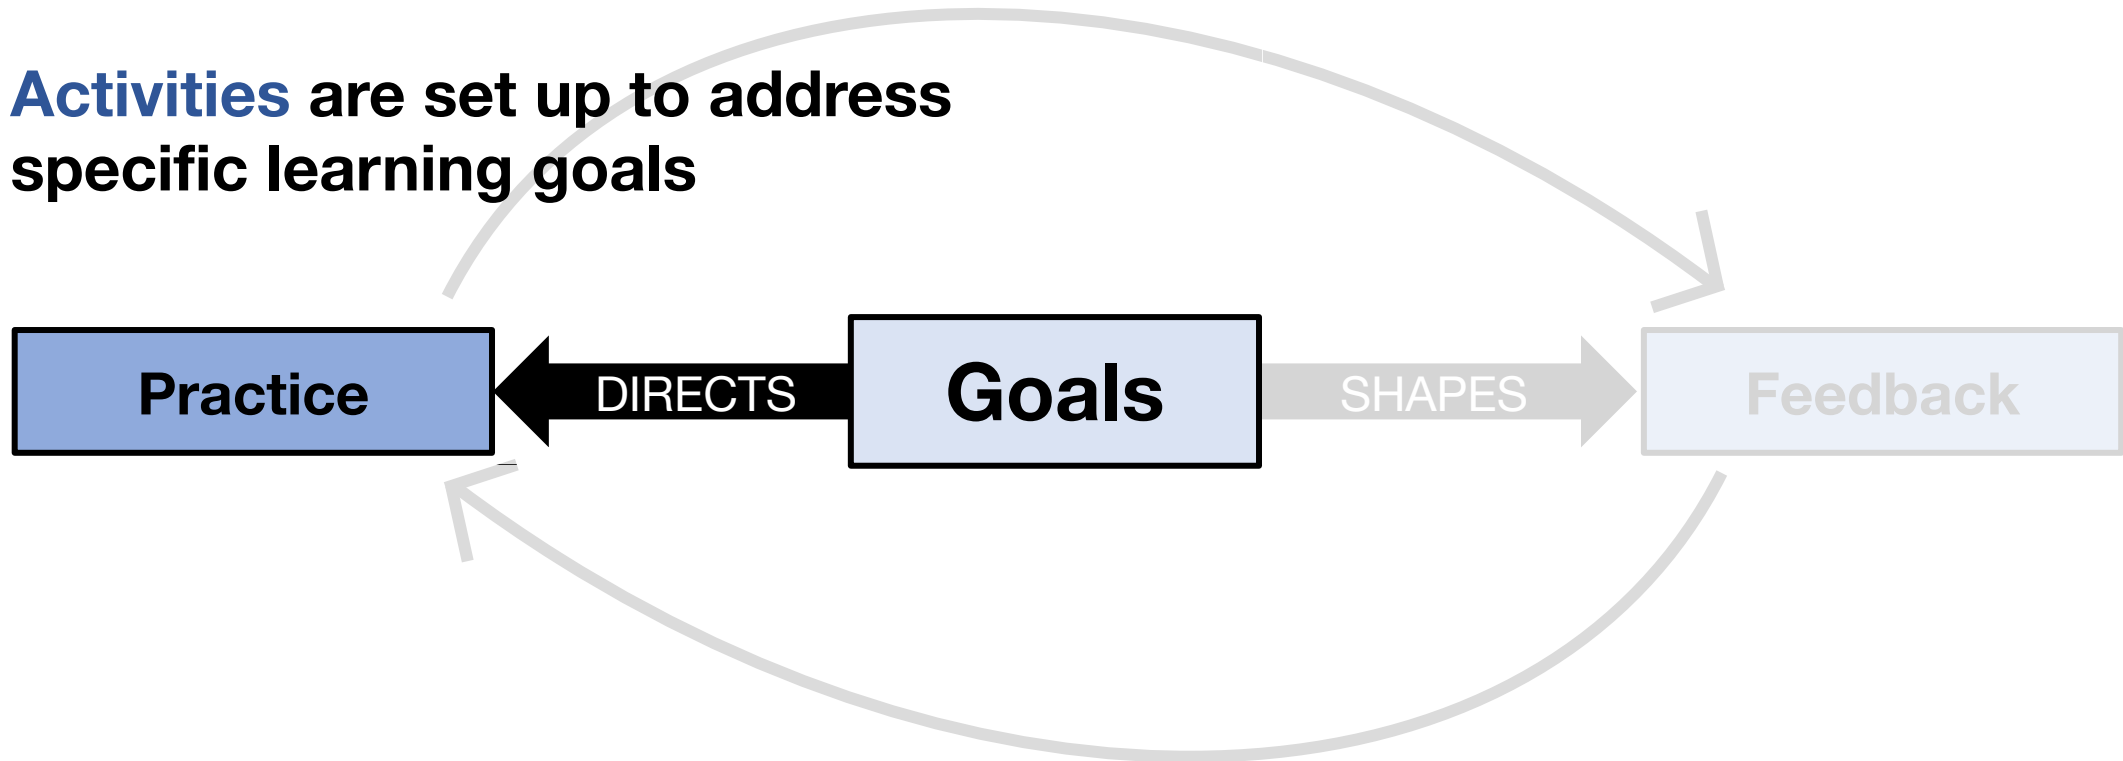 Activities are set up to address
specific learning goals
Practice
DIRECTS
Goals
SHAPES
Feedback